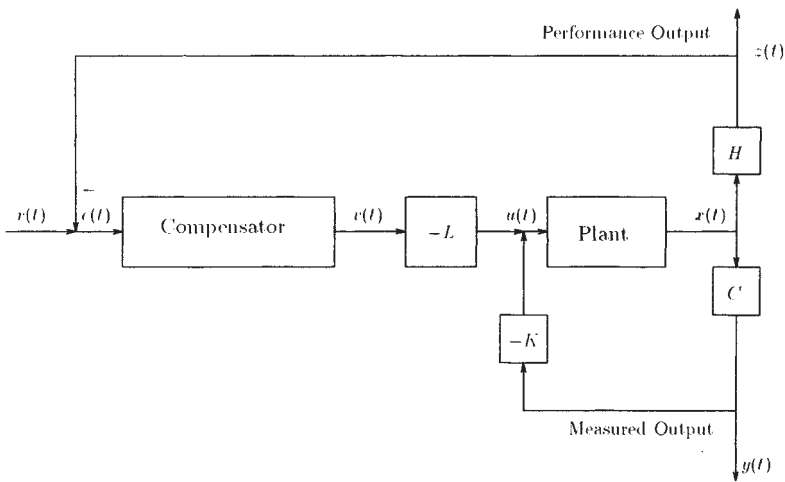 Performance Output
z(t)
H
r(t)
e(t)
Compensator
v(t)
−L
u(t)
Plant
x(t)
C
−K
Measured Output
y(t)